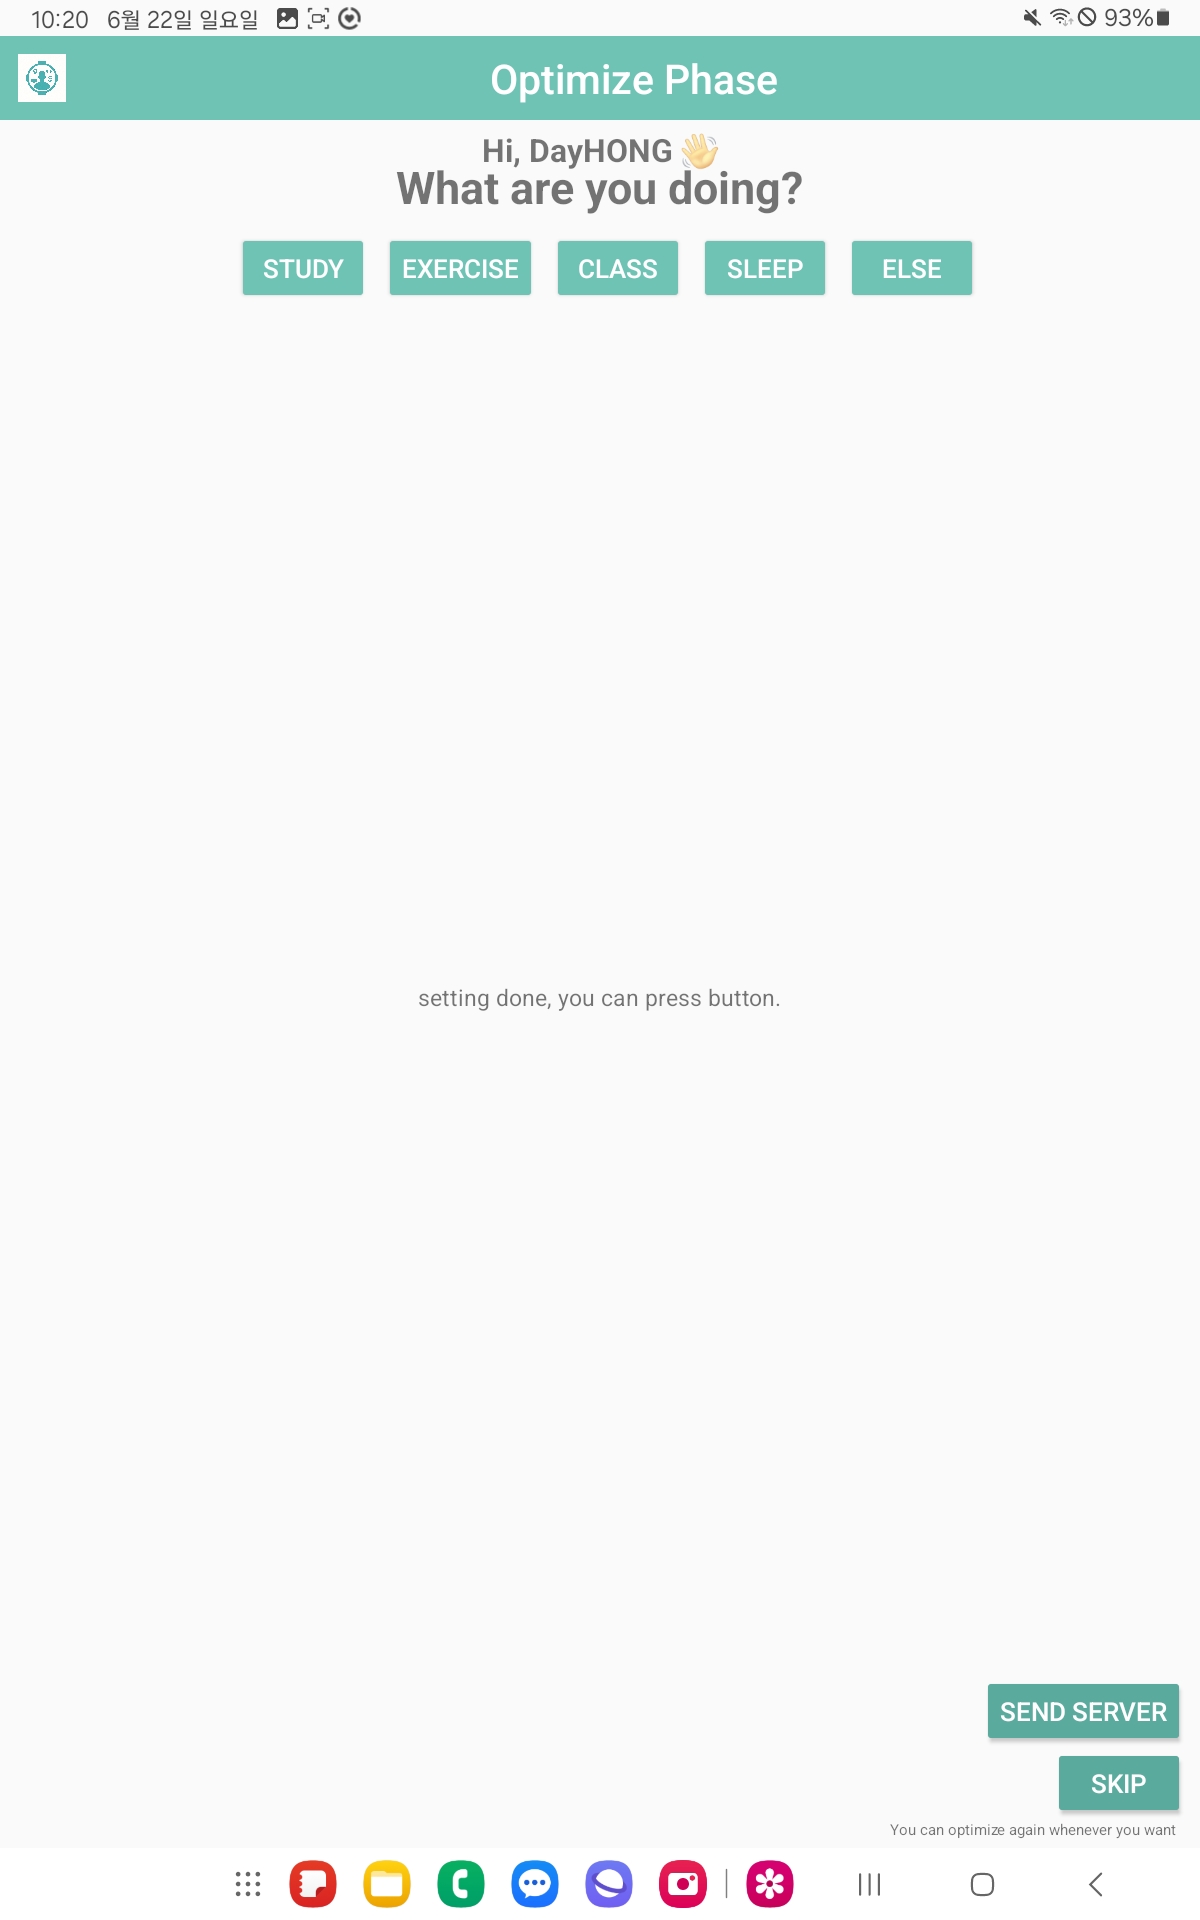 10:20 6월 22일 일요일 93%
Optimize Phase
Hi, DayHONG 👋
What are you doing?
STUDY EXERCISE CLASS SLEEP ELSE
setting done, you can press button.
SEND SERVER
SKIP
You can optimize again whenever you want